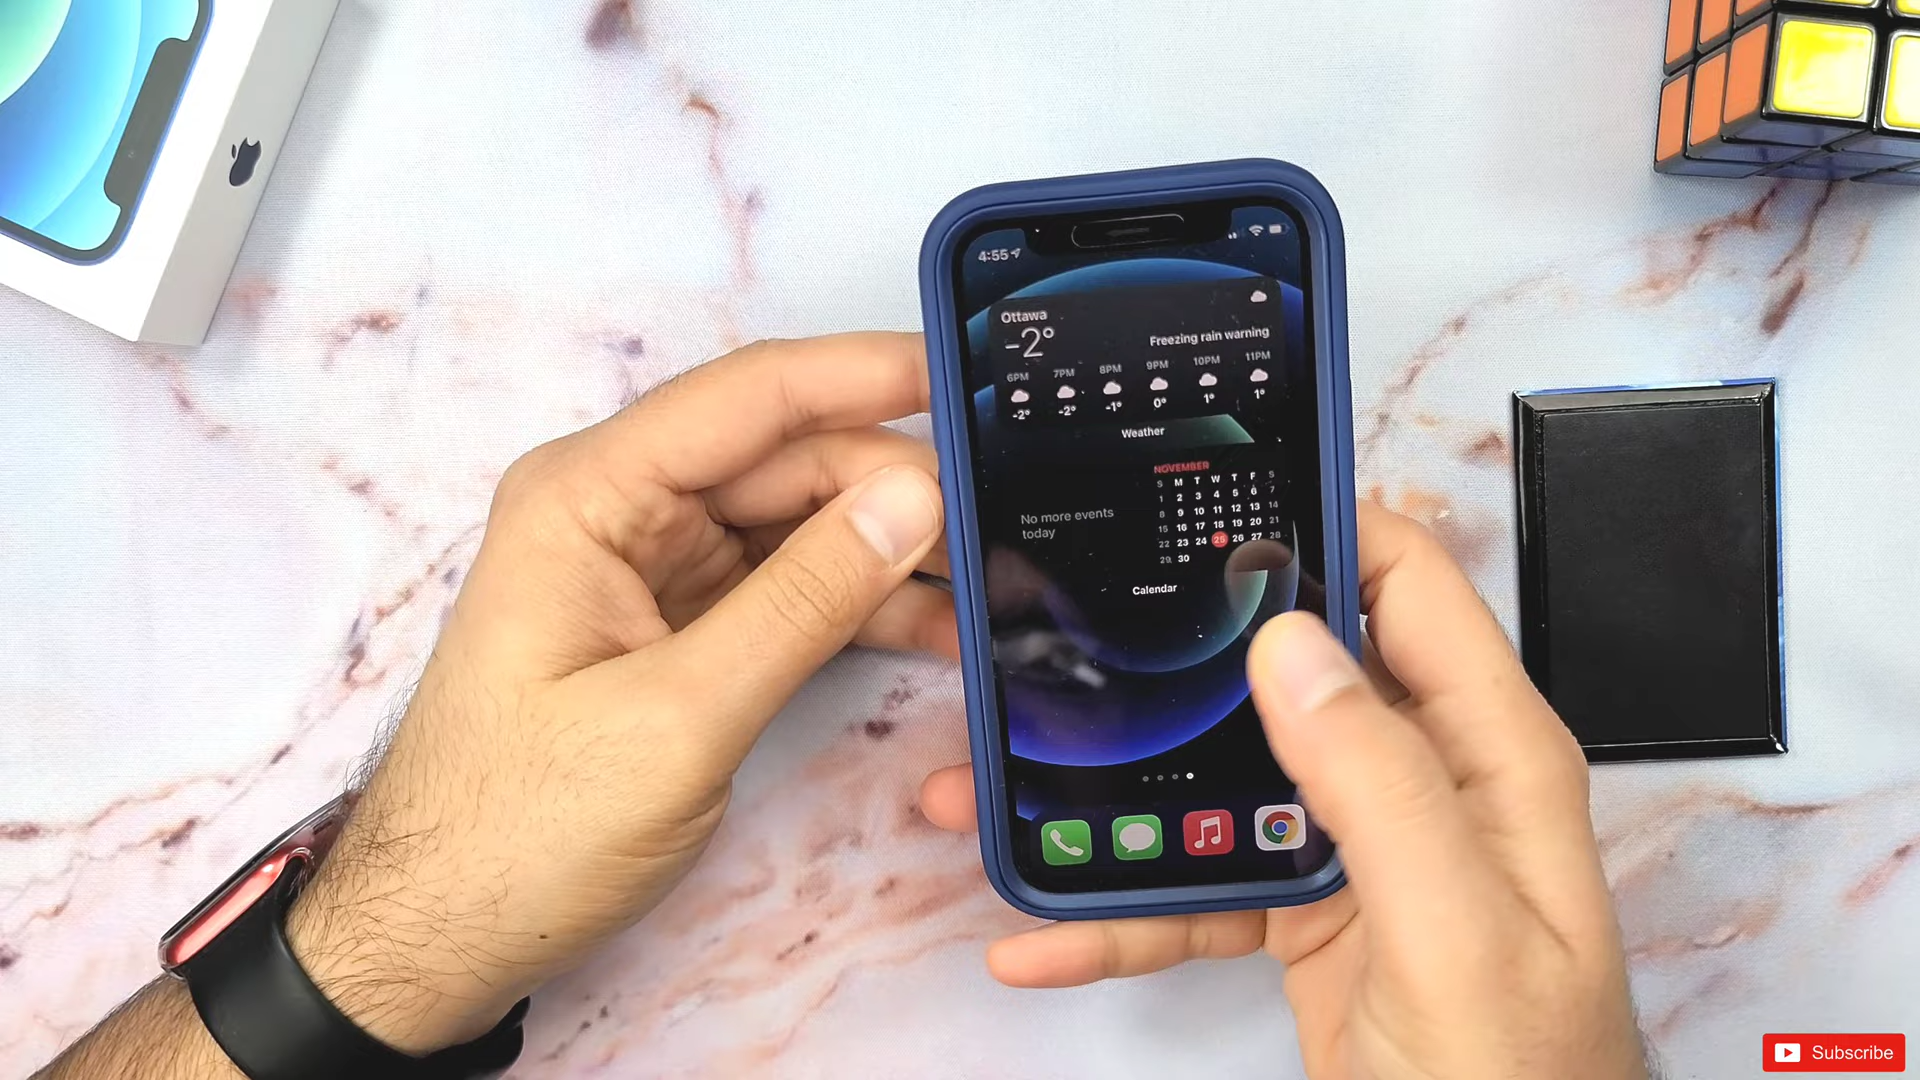 4:55
Ottawa
-2°
Freezing rain warning
6PM 7PM 8PM 9PM 10PM 11PM
-2° -2° -1° 0° 1° 1°
Weather
NOVEMBER
S M T W T F S
1 2 3 4 5 6 7
8 9 10 11 12 13 14
15 16 17 18 19 20 21
22 23 24 25 26 27 28
29 30
No more events
today
Calendar
Subscribe